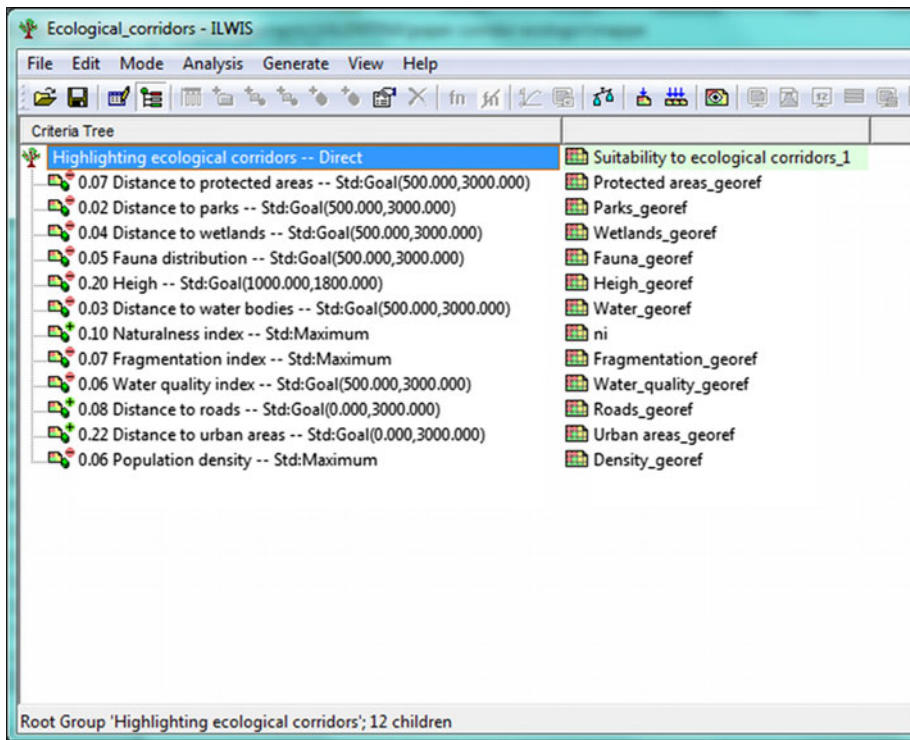 Ecological_corridors - ILWIS
File Edit Mode Analysis Generate View Help
fn fn 12
Criteria Tree
Highlighting ecological corridors -- Direct Suitability to ecological corridors_1
0.07 Distance to protected areas -- Std:Goal(500.000,3000.000) Protected areas_georef
0.02 Distance to parks -- Std:Goal(500.000,3000.000) Parks_georef
0.04 Distance to wetlands -- Std:Goal(500.000,3000.000) Wetlands_georef
0.05 Fauna distribution -- Std:Goal(500.000,3000.000) Fauna_georef
0.20 Heigh -- Std:Goal(1000.000,1800.000) Heigh_georef
0.03 Distance to water bodies -- Std:Goal(500.000,3000.000) Water_georef
0.10 Naturalness index -- Std:Maximum ni
0.07 Fragmentation index -- Std:Maximum Fragmentation_georef
0.06 Water quality index -- Std:Goal(500.000,3000.000) Water_quality_georef
0.08 Distance to roads -- Std:Goal(0.000,3000.000) Roads_georef
0.22 Distance to urban areas -- Std:Goal(0.000,3000.000) Urban areas_georef
0.06 Population density -- Std:Maximum Density_georef
Root Group 'Highlighting ecological corridors'; 12 children